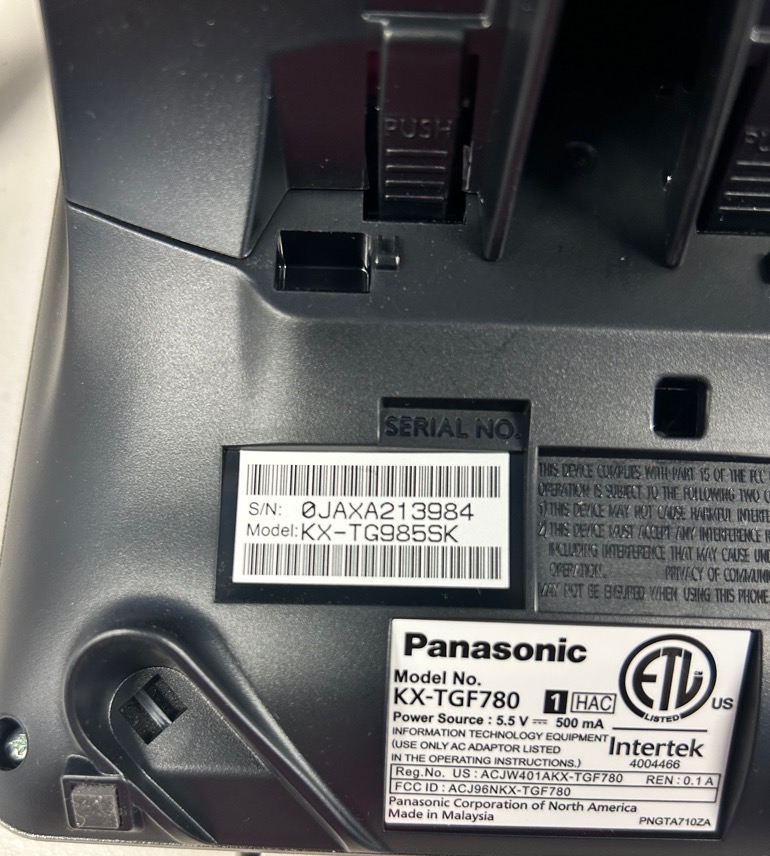 PUSH
SERIAL NO.
S/N: 0JAXA213984
Model:KX-TG985SK
THIS DEVICE COMPLIES WITH PART 15 OF THE FCC
OPERATION IS SUBJECT TO THE FOLLOWING TWO
1) THIS DEVICE MAY NOT CAUSE HARMFUL
2) THIS DEVICE MUST ACCEPT ANY INTERFERENCE
INCLUDING INTERFERENCE THAT MAY CAUSE
OPERATION. PRIVACY OF
MAY NOT BE ENSURED WHEN USING THIS PHONE.
Panasonic
Model No.
KX-TGF780 1 HAC
Power Source : 5.5 V ⎓ 500 mA
INFORMATION TECHNOLOGY EQUIPMENT
(USE ONLY AC ADAPTOR LISTED
IN THE OPERATING INSTRUCTIONS.)
Reg.No. US : ACJW401AKX-TGF780 REN : 0.1 A
FCC ID : ACJ96NKX-TGF780
Panasonic Corporation of North America
Made in Malaysia PNGTA710ZA
ETL CM
LISTED
US
Intertek
4004466